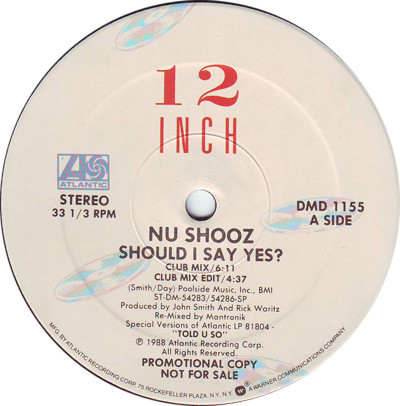 12
INCH
ATLANTIC
STEREO
33 1/3 RPM
DMD 1155
A SIDE
NU SHOOZ
SHOULD I SAY YES?
CLUB MIX/6:11
CLUB MIX EDIT/4:37
(Smith/Day) Poolside Music, Inc., BMI
ST-DM-54283/54286-SP
Produced by John Smith And Rick Waritz
Re-Mixed by Mantronik
Special Versions of Atlantic LP 81804 -
"TOLD U SO"
℗ 1988 Atlantic Recording Corp.
All Rights Reserved.
PROMOTIONAL COPY
NOT FOR SALE
MFG. BY ATLANTIC RECORDING CORP. 75 ROCKEFELLER PLAZA, N.Y. N.Y. A WARNER COMMUNICATIONS COMPANY